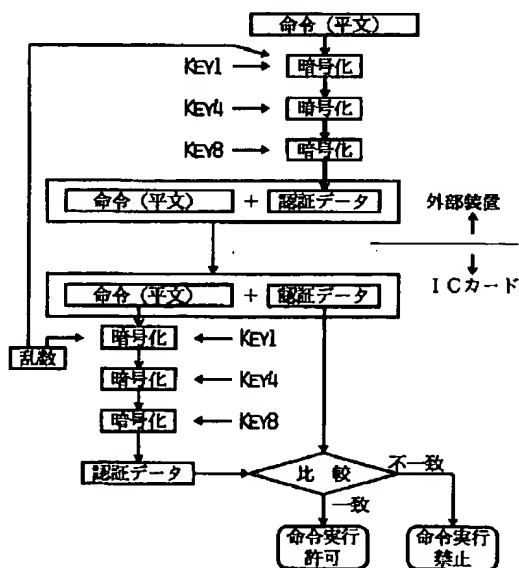 命令(平文)
KEY1 → 暗号化
KEY4 → 暗号化
KEY8 → 暗号化
命令(平文) + 認証データ
外部装置
ICカード
命令(平文) + 認証データ
乱数
暗号化 ← KEY1
暗号化 ← KEY4
暗号化 ← KEY8
認証データ
比較
不一致
一致
命令実行
許可
命令実行
禁止